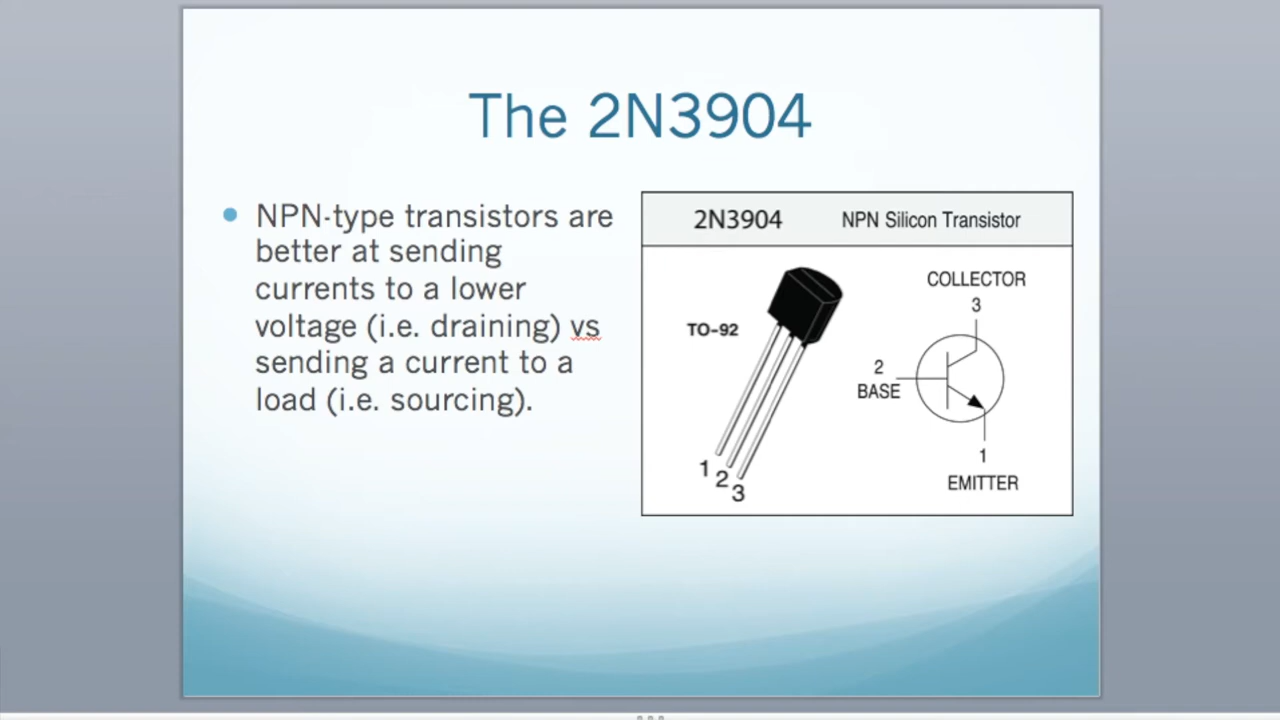 The 2N3904
NPN-type transistors are
better at sending
currents to a lower
voltage (i.e. draining) vs
sending a current to a
load (i.e. sourcing).
2N3904 NPN Silicon Transistor
TO-92
1
2
3
COLLECTOR
3
2
BASE
1
EMITTER